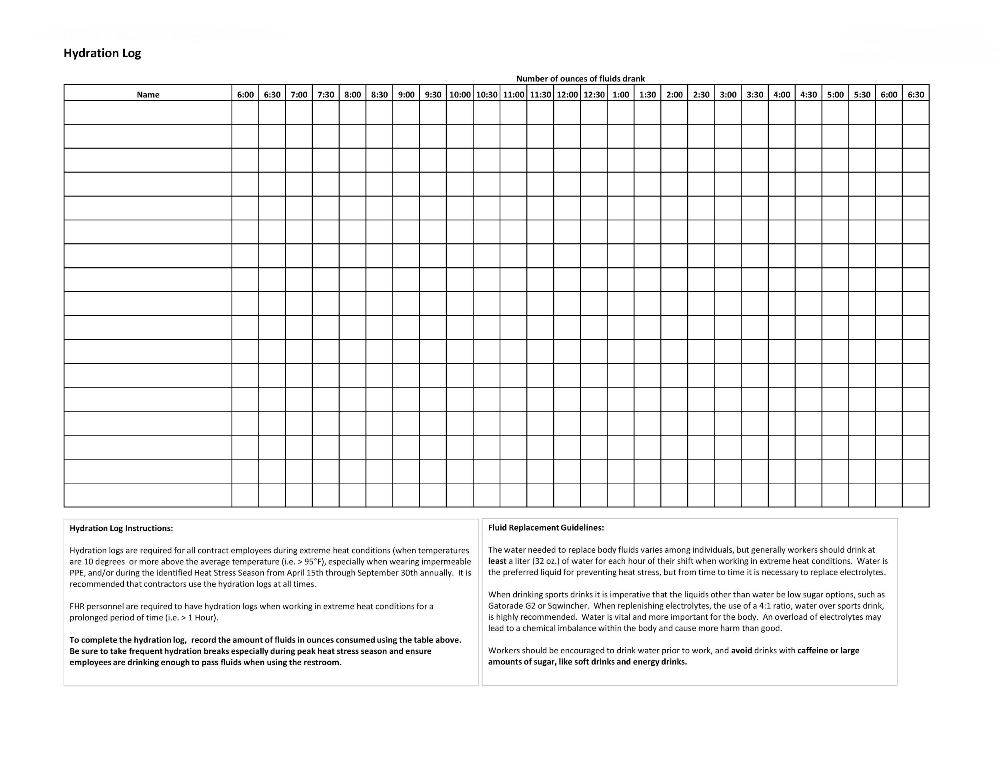 Hydration Log
Number of ounces of fluids drank
Name 6:00 6:30 7:00 7:30 8:00 8:30 9:00 9:30 10:00 10:30 11:00 11:30 12:00 12:30 1:00 1:30 2:00 2:30 3:00 3:30 4:00 4:30 5:00 5:30 6:00 6:30
Hydration Log Instructions:
Hydration logs are required for all contract employees during extreme heat conditions (when temperatures
are 10 degrees  or more above the average temperature (i.e. > 95°F), especially when wearing impermeable
PPE, and/or during the identified Heat Stress Season from April 15th through September 30th annually.  It is
recommended that contractors use the hydration logs at all times.
FHR personnel are required to have hydration logs when working in extreme heat conditions for a
prolonged period of time (i.e. > 1 Hour).
To complete the hydration log,  record the amount of fluids in ounces consumed using the table above.
Be sure to take frequent hydration breaks especially during peak heat stress season and ensure
employees are drinking enough to pass fluids when using the restroom.
Fluid Replacement Guidelines:
The water needed to replace body fluids varies among individuals, but generally workers should drink at
least a liter (32 oz.) of water for each hour of their shift when working in extreme heat conditions.  Water is
the preferred liquid for preventing heat stress, but from time to time it is necessary to replace electrolytes.
When drinking sports drinks it is imperative that the liquids other than water be low sugar options, such as
Gatorade G2 or Sqwincher.  When replenishing electrolytes, the use of a 4:1 ratio, water over sports drink,
is highly recommended.  Water is vital and more important for the body.  An overload of electrolytes may
lead to a chemical imbalance within the body and cause more harm than good.
Workers should be encouraged to drink water prior to work, and avoid drinks with caffeine or large
amounts of sugar, like soft drinks and energy drinks.